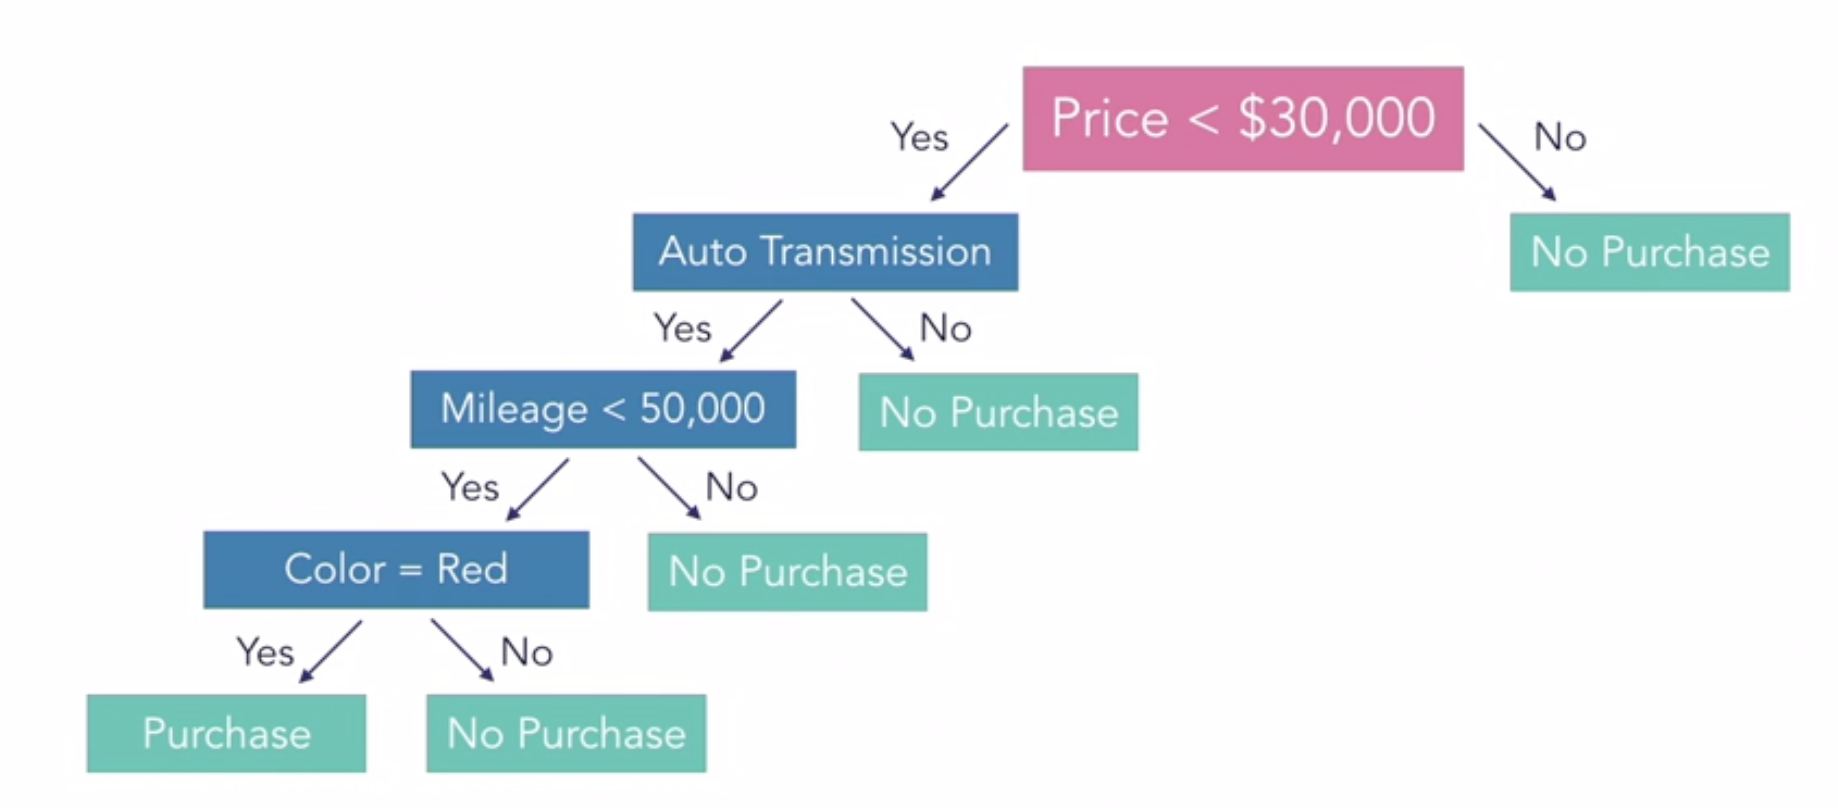 Price < $30,000
Yes
No
Auto Transmission
No Purchase
Yes
No
Mileage < 50,000
No Purchase
Yes
No
Color = Red
No Purchase
Yes
No
Purchase
No Purchase